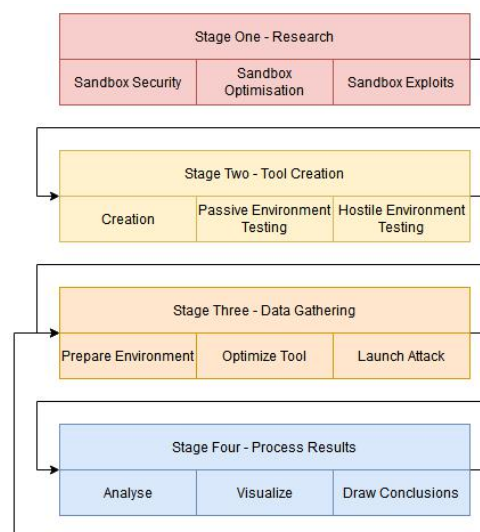 Stage One - Research
Sandbox Security
Sandbox
Optimisation
Sandbox Exploits
Stage Two - Tool Creation
Creation
Passive Environment
Testing
Hostile Environment
Testing
Stage Three - Data Gathering
Prepare Environment
Optimize Tool
Launch Attack
Stage Four - Process Results
Analyse
Visualize
Draw Conclusions